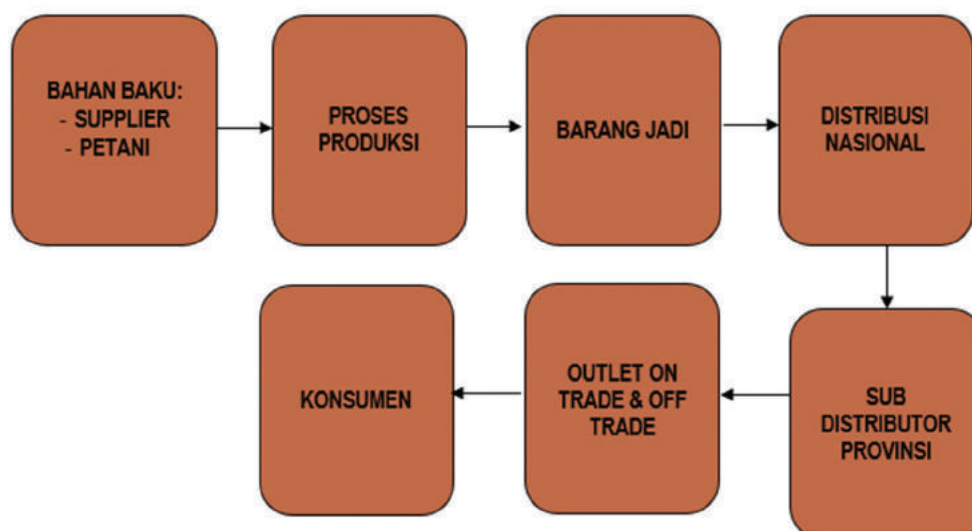 BAHAN BAKU:
- SUPPLIER
- PETANI
PROSES
PRODUKSI
BARANG JADI
DISTRIBUSI
NASIONAL
SUB
DISTRIBUTOR
PROVINSI
OUTLET ON
TRADE & OFF
TRADE
KONSUMEN